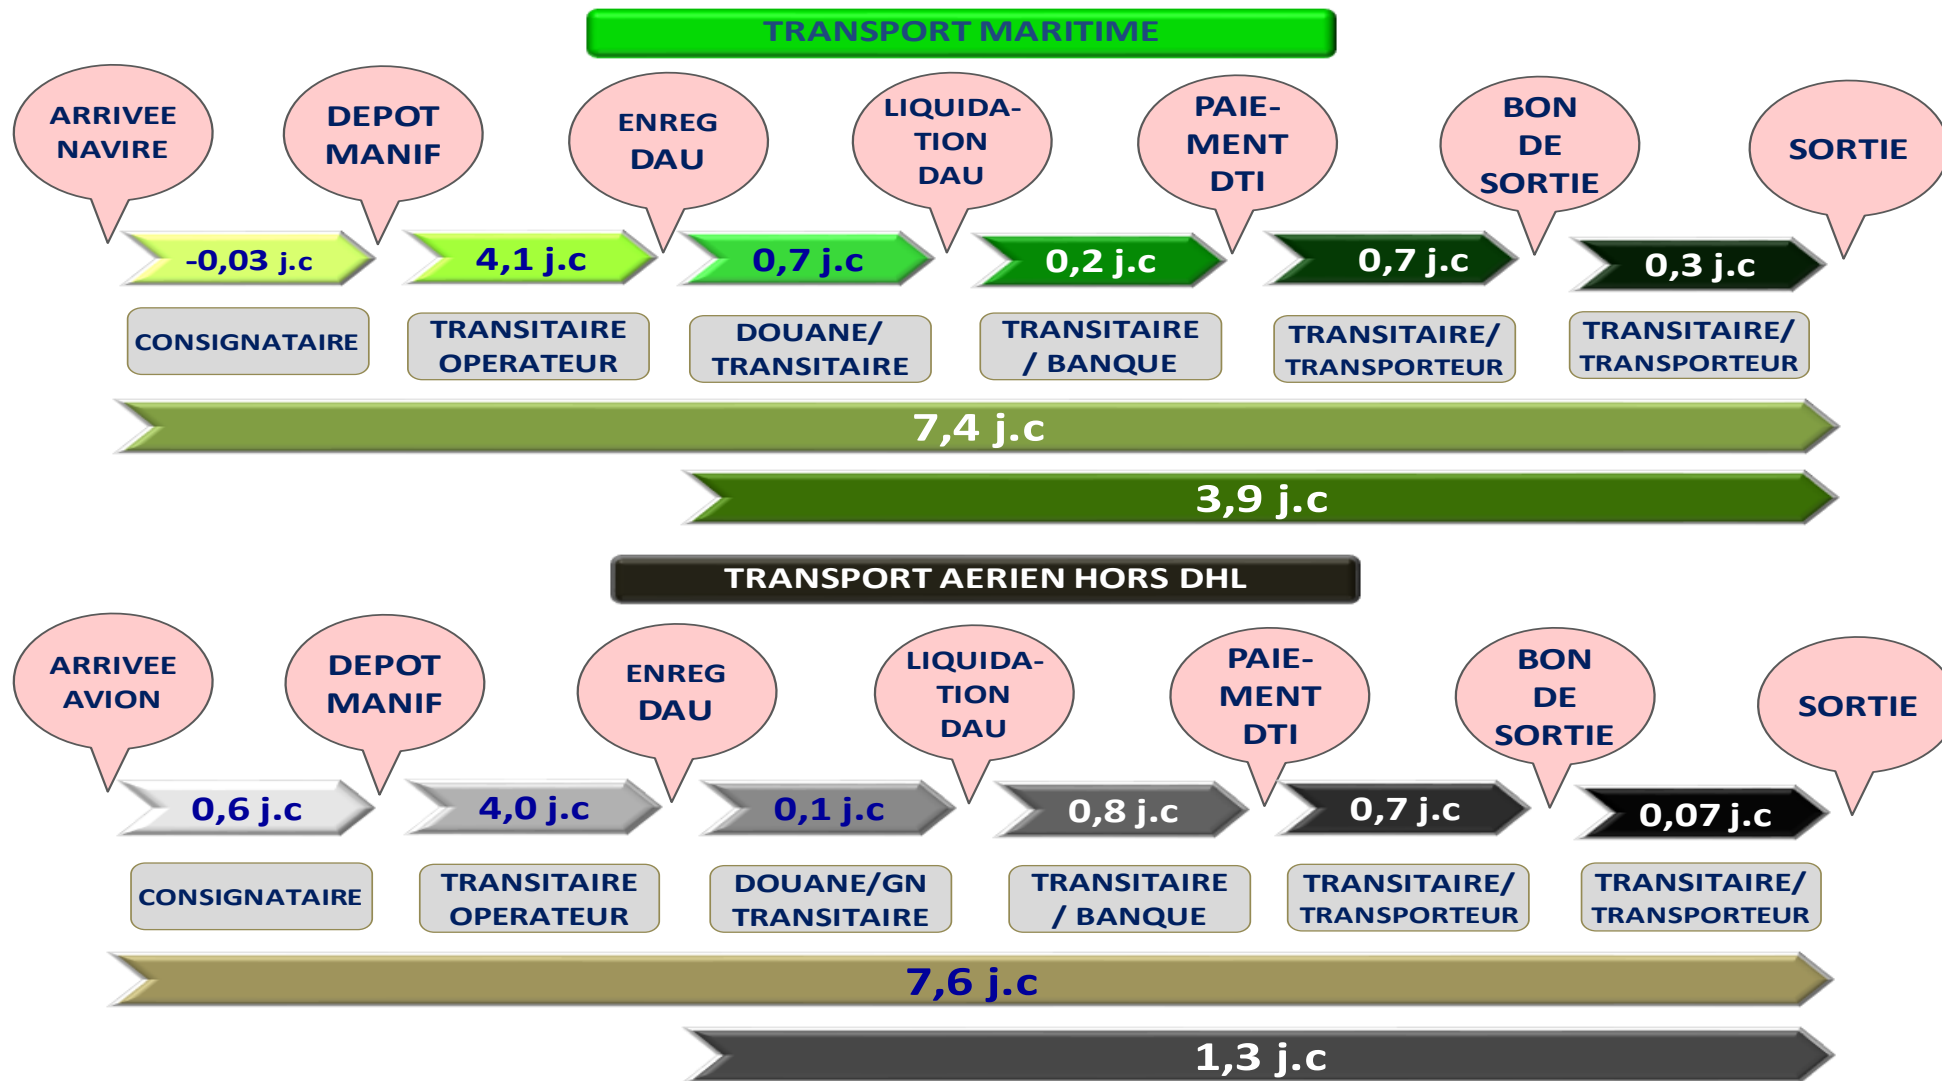 TRANSPORT MARITIME
ARRIVEE
NAVIRE
DEPOT
MANIF
ENREG
DAU
LIQUIDA-
TION
DAU
PAIE-
MENT
DTI
BON
DE
SORTIE
SORTIE
-0,03 j.c
4,1 j.c
0,7 j.c
0,2 j.c
0,7 j.c
0,3 j.c
CONSIGNATAIRE
TRANSITAIRE
OPERATEUR
DOUANE/
TRANSITAIRE
TRANSITAIRE
/ BANQUE
TRANSITAIRE/
TRANSPORTEUR
TRANSITAIRE/
TRANSPORTEUR
7,4 j.c
3,9 j.c
TRANSPORT AERIEN HORS DHL
ARRIVEE
AVION
DEPOT
MANIF
ENREG
DAU
LIQUIDA-
TION
DAU
PAIE-
MENT
DTI
BON
DE
SORTIE
SORTIE
0,6 j.c
4,0 j.c
0,1 j.c
0,8 j.c
0,7 j.c
0,07 j.c
CONSIGNATAIRE
TRANSITAIRE
OPERATEUR
DOUANE/GN
TRANSITAIRE
TRANSITAIRE
/ BANQUE
TRANSITAIRE/
TRANSPORTEUR
TRANSITAIRE/
TRANSPORTEUR
7,6 j.c
1,3 j.c